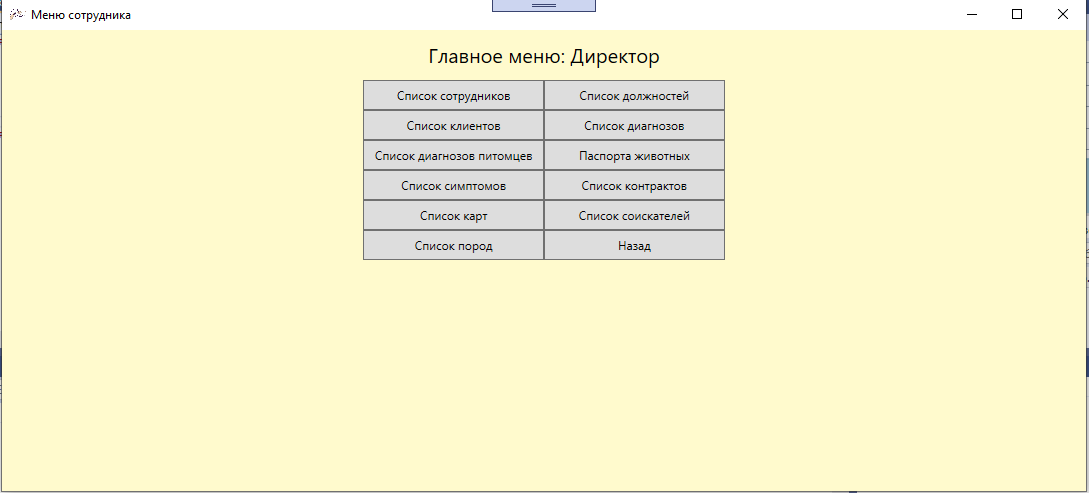 Меню сотрудника
Главное меню: Директор
Список сотрудников
Список должностей
Список клиентов
Список диагнозов
Список диагнозов питомцев
Паспорта животных
Список симптомов
Список контрактов
Список карт
Список соискателей
Список пород
Назад